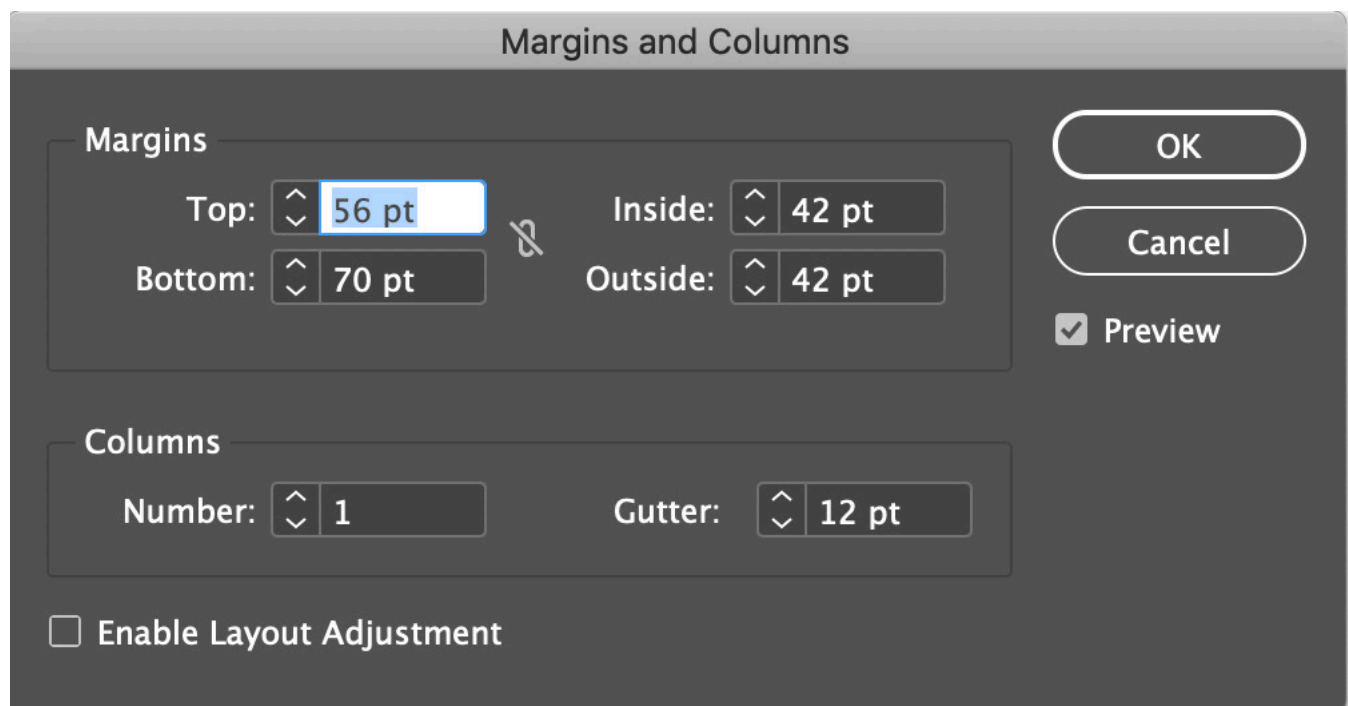 Margins and Columns
Margins
OK
Top: 56 pt Inside: 42 pt
Cancel
Bottom: 70 pt Outside: 42 pt
Preview
Columns
Number: 1 Gutter: 12 pt
Enable Layout Adjustment